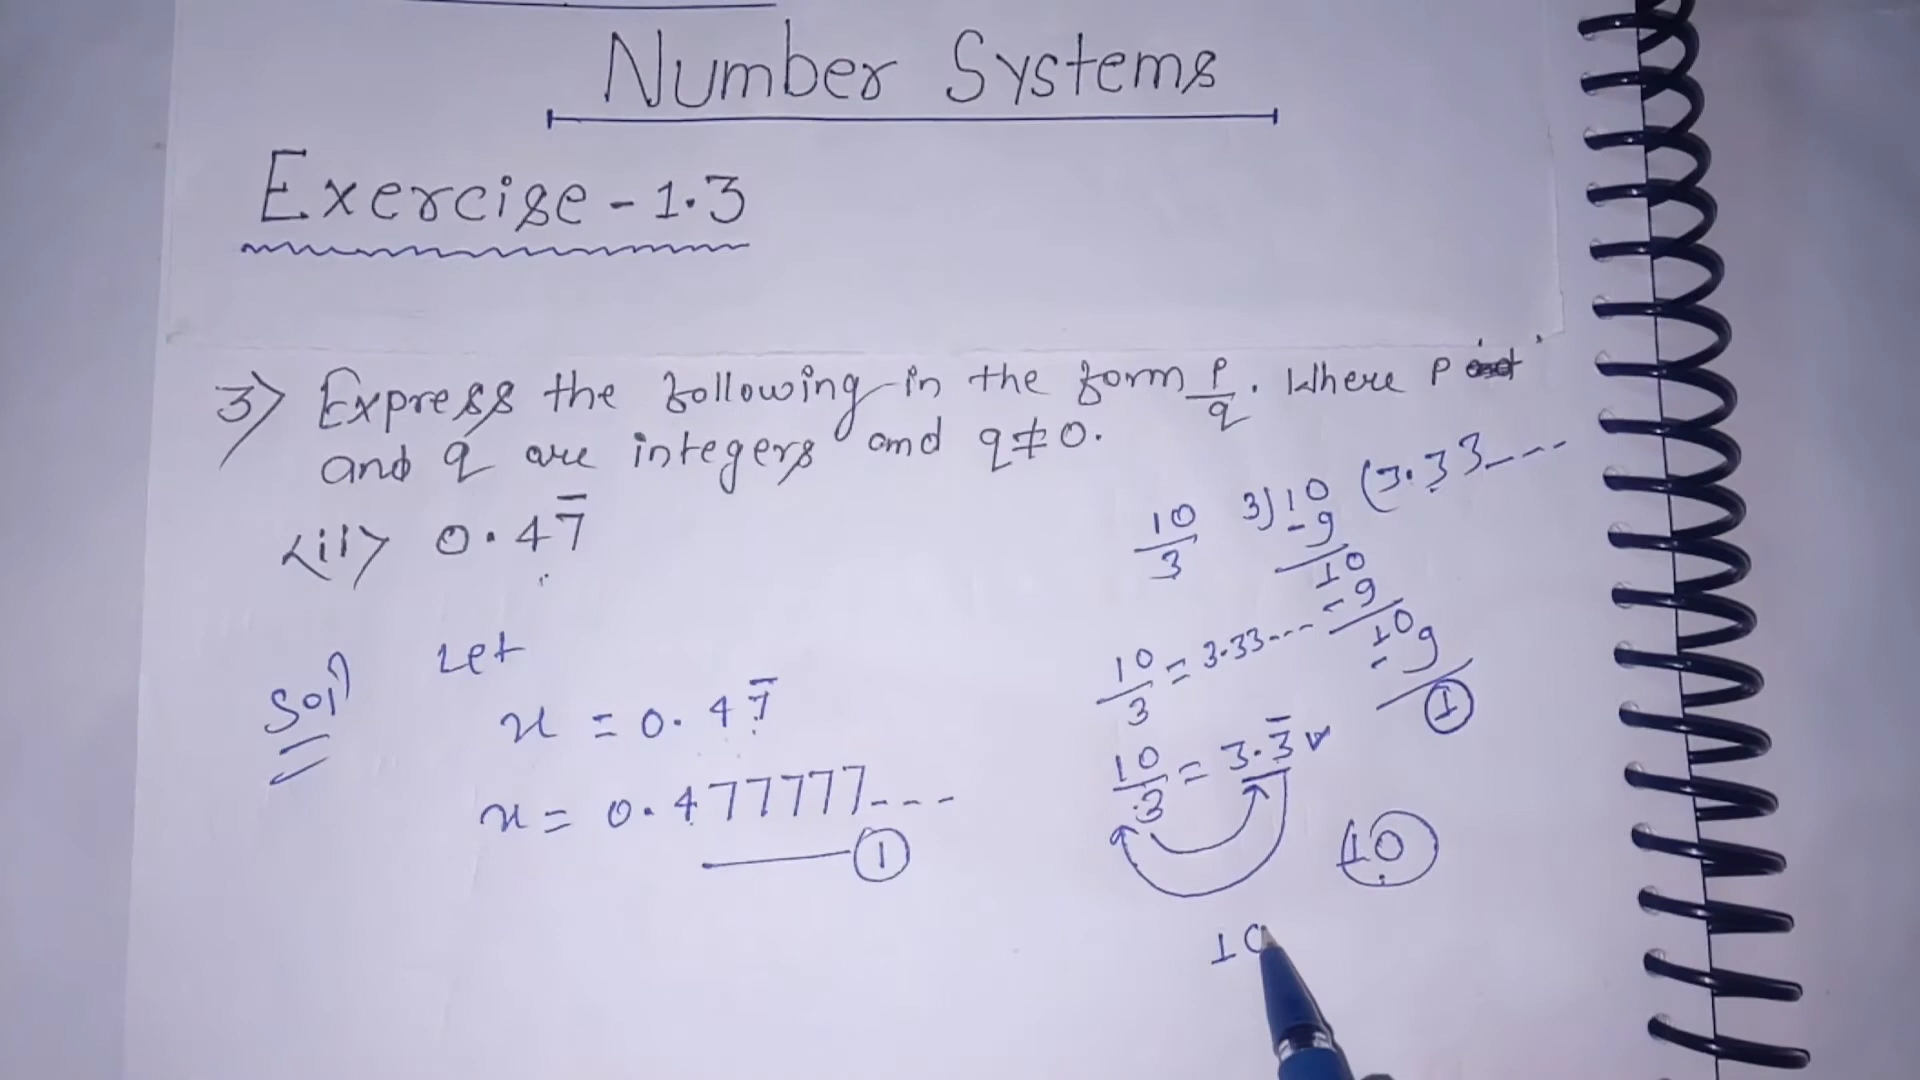 Number Systems
Exercise - 1.3
3) Express the following in the form p/q. Where p
and q are integers and q≠0.
<ii> 0.47̅
Sol
Let
x = 0.47̅
x = 0.477777---
1
10/3
3)10(3.33---
-9
10
-9
10
-9
1
10/3 = 3.33---
10/3 = 3.3̅ ✓
10
10